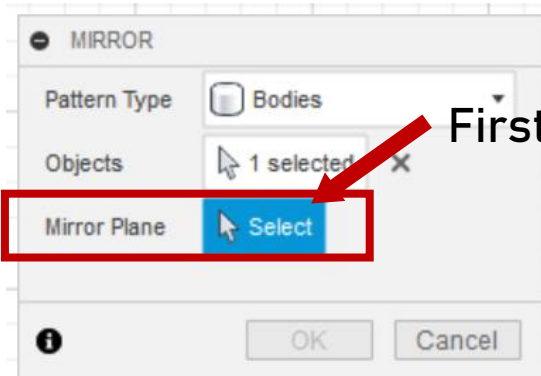 MIRROR
Pattern Type Bodies
First
Objects 1 selected
Mirror Plane Select
OK Cancel